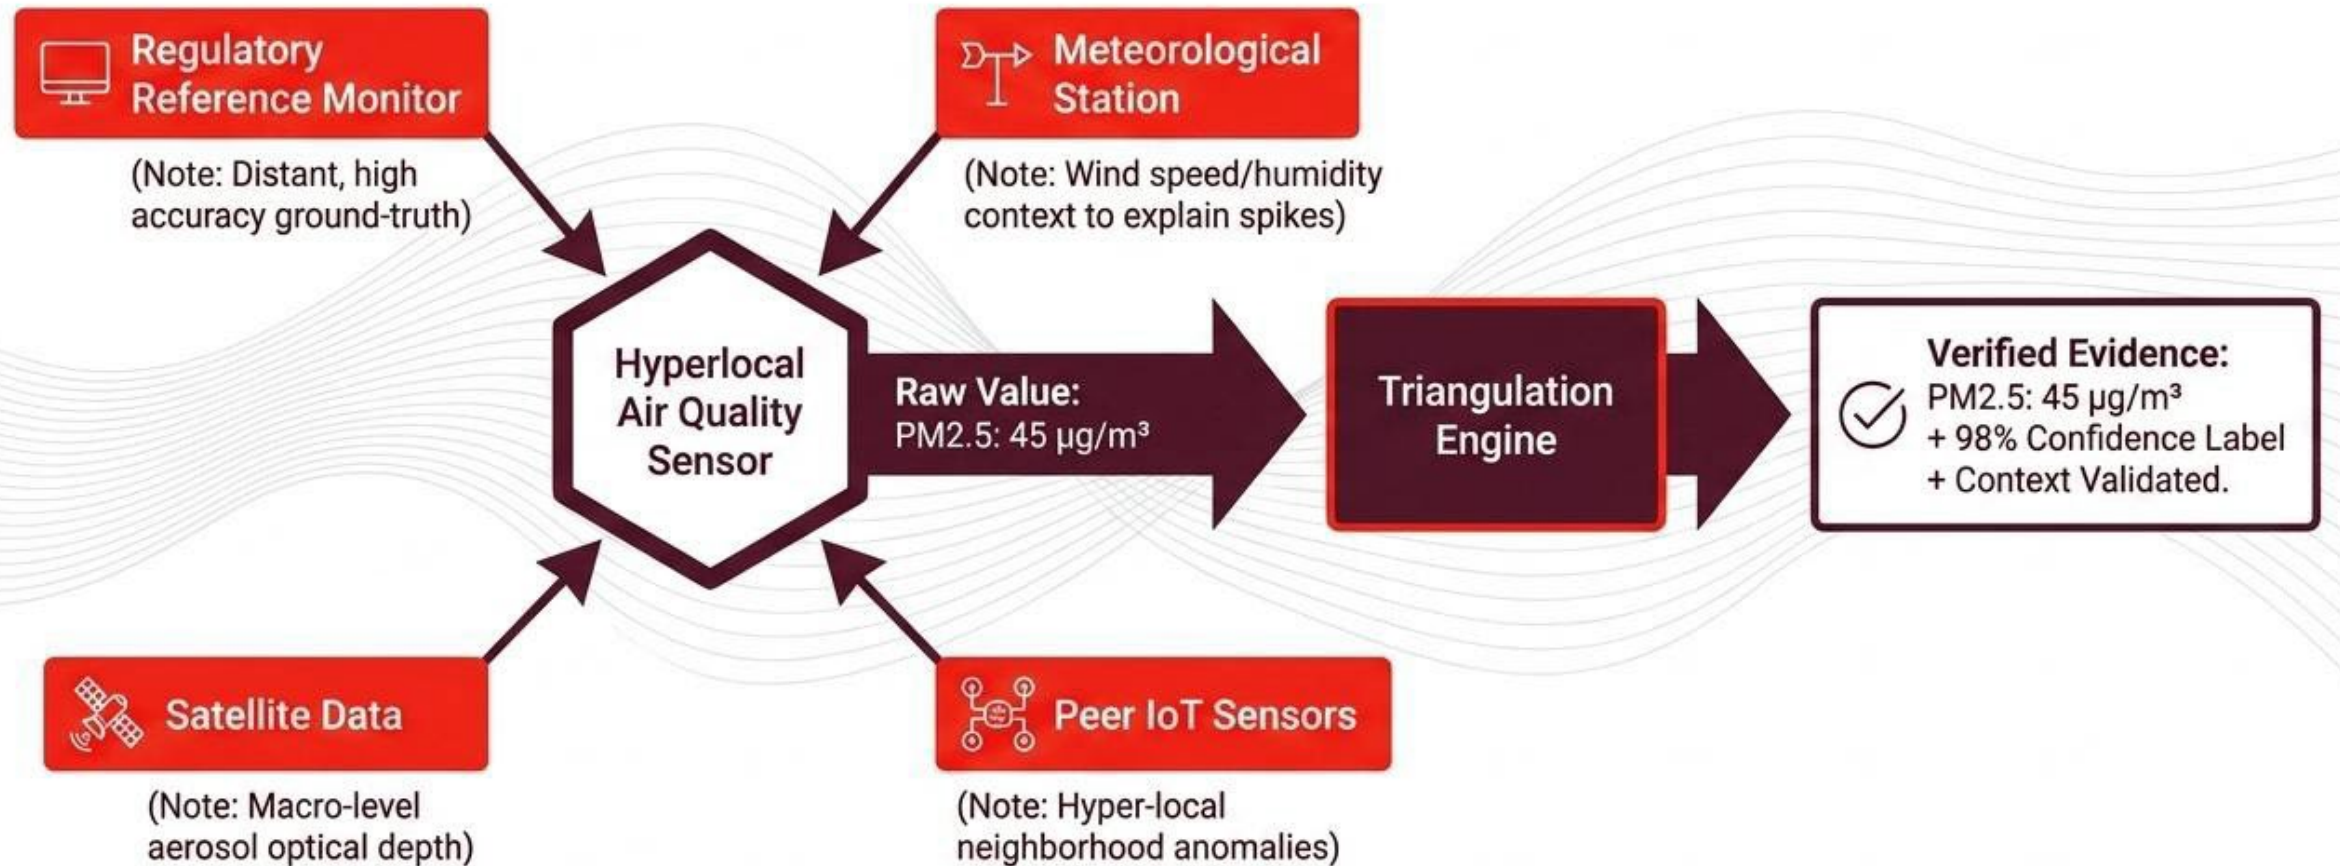 Regulatory
Reference Monitor
(Note: Distant, high
accuracy ground-truth)
Meteorological
Station
(Note: Wind speed/humidity
context to explain spikes)
Hyperlocal
Air Quality
Sensor
Raw Value:
PM2.5: 45 µg/m³
Triangulation
Engine
Verified Evidence:
PM2.5: 45 µg/m³
+ 98% Confidence Label
+ Context Validated.
Satellite Data
(Note: Macro-level
aerosol optical depth)
Peer IoT Sensors
(Note: Hyper-local
neighborhood anomalies)